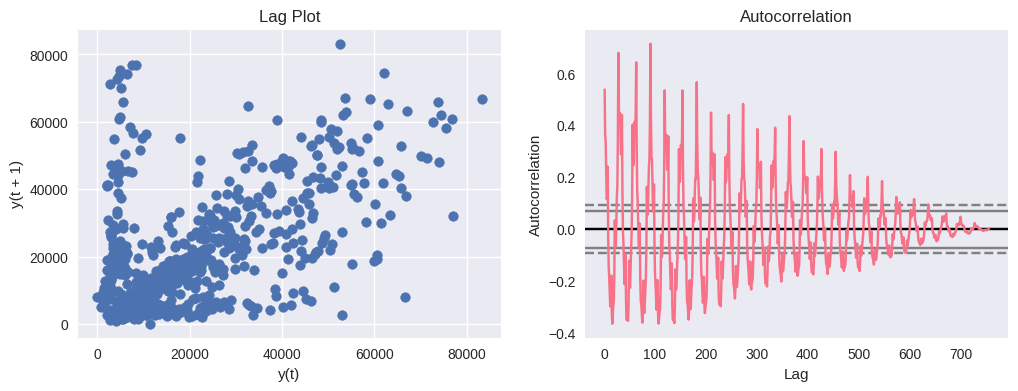 Lag Plot
80000
60000
40000
20000
0
y(t + 1)
0 20000 40000 60000 80000
y(t)
Autocorrelation
0.6
0.4
0.2
0.0
−0.2
−0.4
Autocorrelation
0 100 200 300 400 500 600 700
Lag